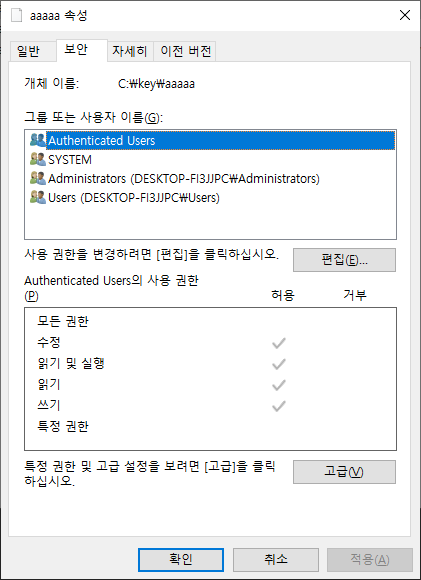 aaaaa 속성
일반 보안 자세히 이전 버전
개체 이름: C:\key\aaaaa
그룹 또는 사용자 이름(G):
Authenticated Users
SYSTEM
Administrators (DESKTOP-FI3JJPC\Administrators)
Users (DESKTOP-FI3JJPC\Users)
사용 권한을 변경하려면 [편집]을 클릭하십시오. 편집(E)...
Authenticated Users의 사용 권한
(P) 허용 거부
모든 권한
수정
읽기 및 실행
읽기
쓰기
특정 권한
특정 권한 및 고급 설정을 보려면 [고급]을 클릭
하십시오. 고급(V)
확인 취소 적용(A)